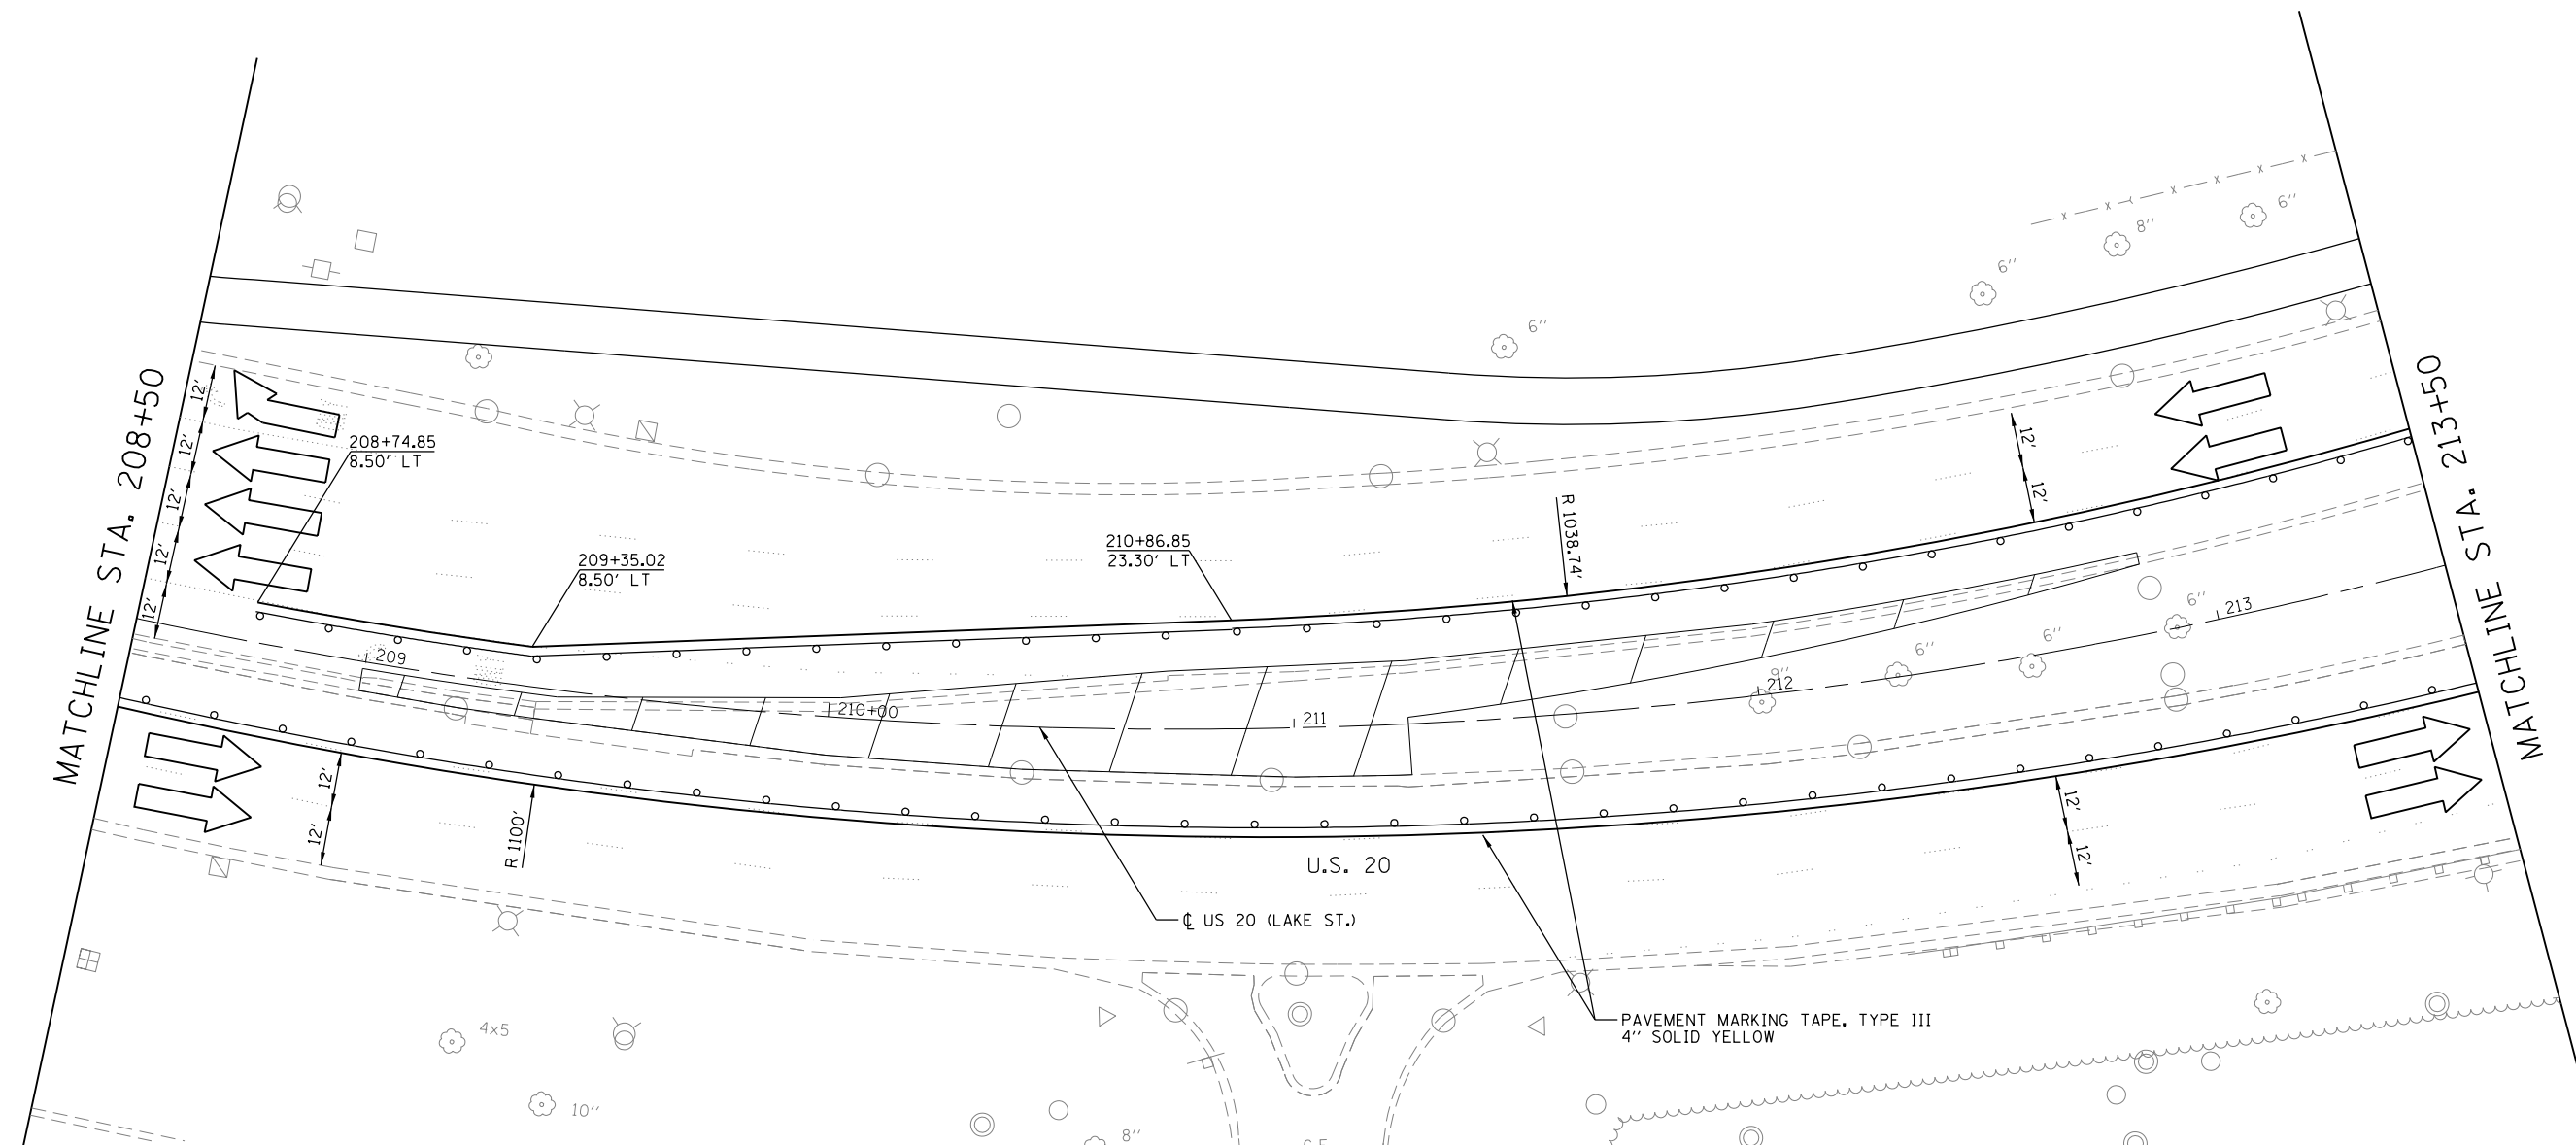 MATCHLINE STA. 208+50
MATCHLINE STA. 213+50
6''
8''
6''
6''
6''
12'
12'
12'
12'
12'
208+74.85
8.50' LT
209+35.02
8.50' LT
210+86.85
23.30' LT
R 1038.74'
12'
12'
209
210+00
211
212
213
9''
6''
6''
6''
12'
12'
R 1100'
12'
12'
U.S. 20
℄ US 20 (LAKE ST.)
PAVEMENT MARKING TAPE, TYPE III
4'' SOLID YELLOW
4x5
10''
8''